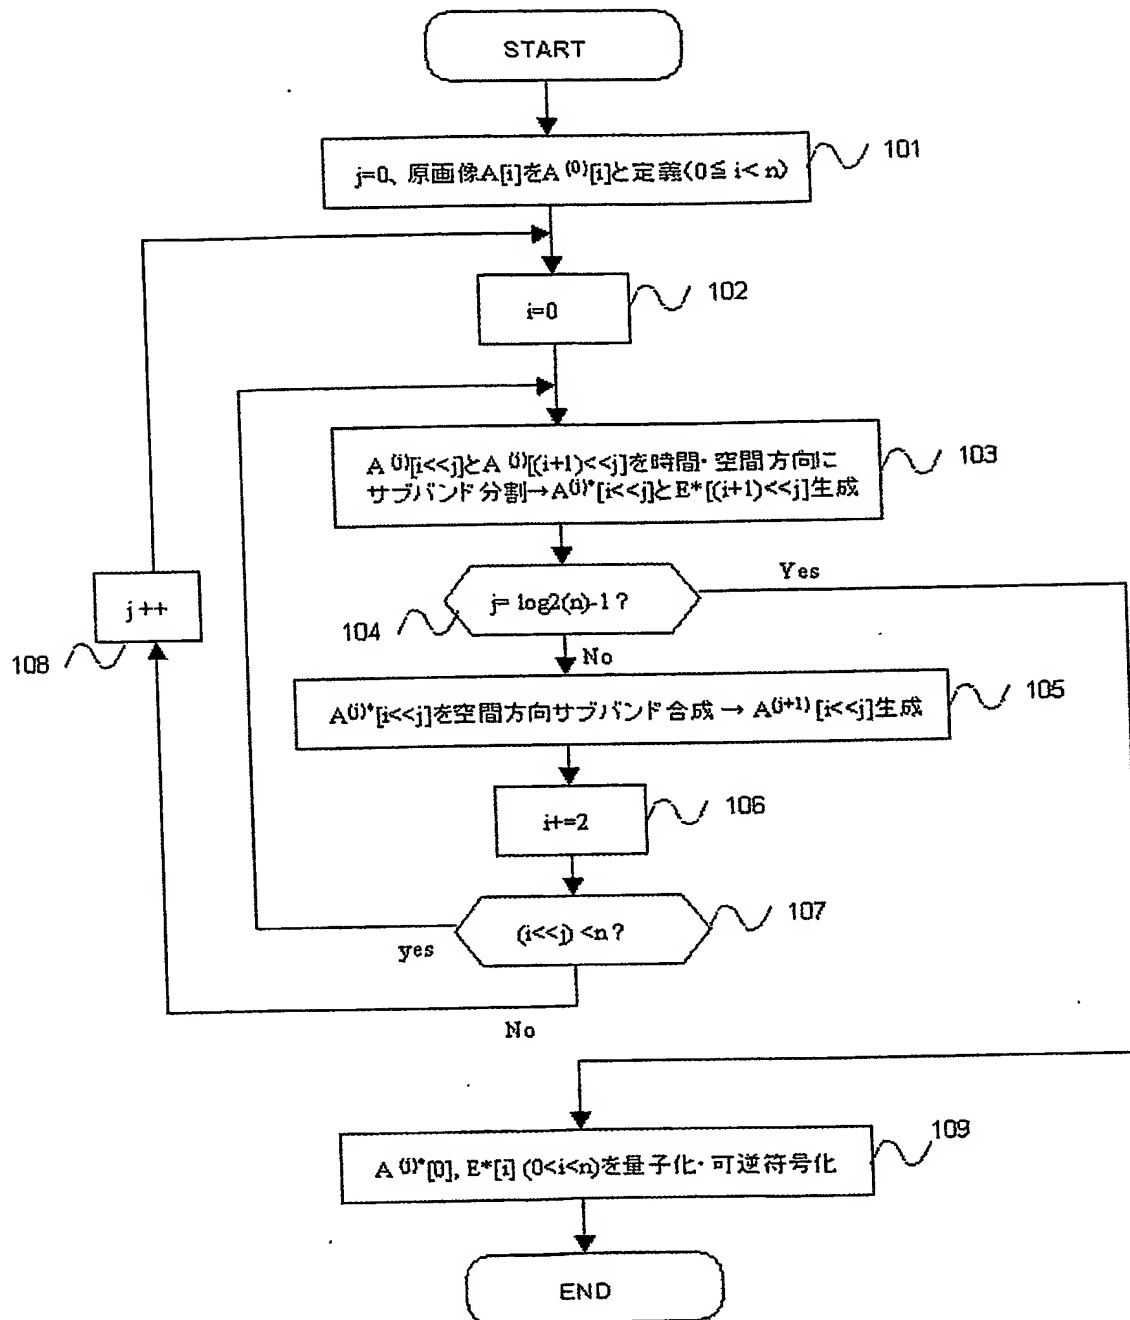 START
j=0、原画像A[i]をA⁽⁰⁾[i]と定義(0≦i<n)
101
i=0
102
A⁽ʲ⁾[i<<j]とA⁽ʲ⁾[(i+1)<<j]を時間・空間方向に
サブバンド分割→A⁽ʲ⁾*[i<<j]とE*[(i+1)<<j]生成
103
j= log2(n)-1?
Yes
104
j++
108
No
A⁽ʲ⁾*[i<<j]を空間方向サブバンド合成→A⁽ʲ⁺¹⁾[i<<j]生成
105
i+=2
106
(i<<j)<n?
107
yes
No
A⁽ʲ⁾*[0], E*[i] (0<i<n)を量子化・可逆符号化
109
END